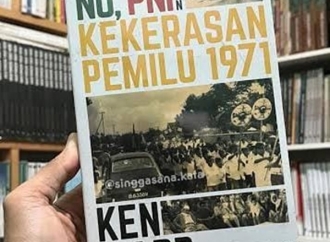 NU, PNI
N
KEKERASAN
PEMILU 1971
@singgasana.kata
KEN